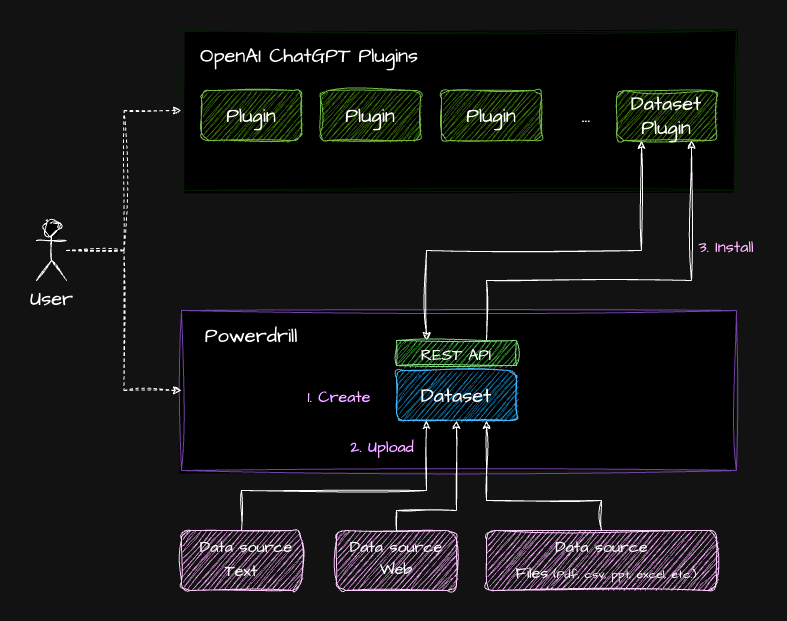 OpenAI ChatGPT Plugins
Plugin
Plugin
Plugin
...
Dataset
Plugin
3. Install
User
Powerdrill
REST API
1. Create
Dataset
2. Upload
Data source
Text
Data source
Web
Data source
Files (Pdf, csv, ppt, excel, etc.)